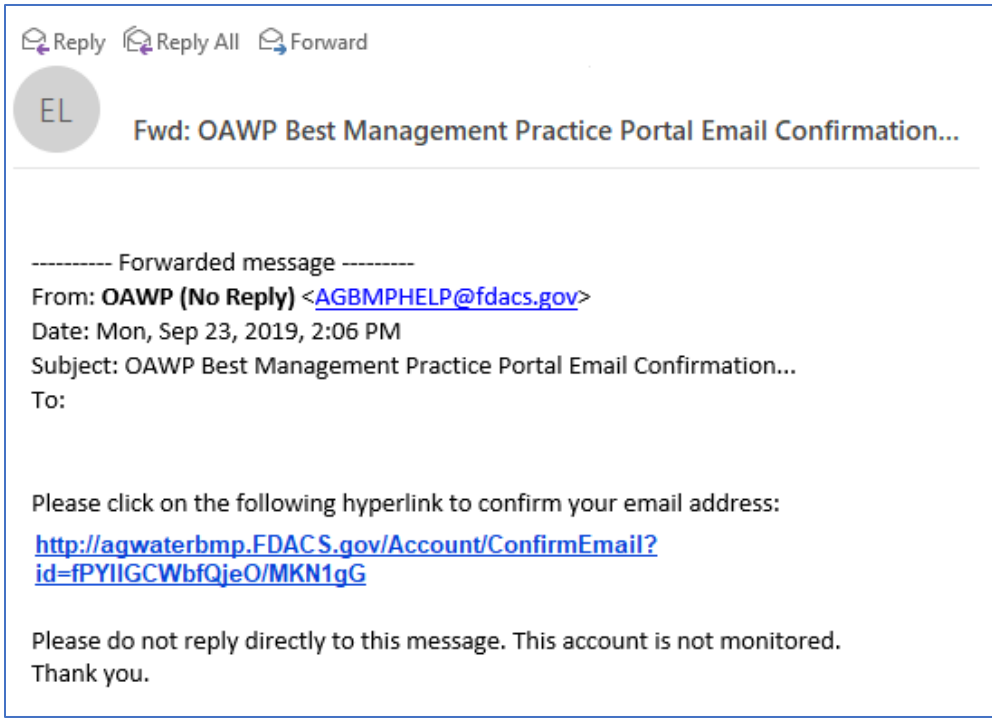 Reply Reply All Forward
EL
Fwd: OAWP Best Management Practice Portal Email Confirmation...
---------- Forwarded message ---------
From: OAWP (No Reply) <AGBMPHELP@fdacs.gov>
Date: Mon, Sep 23, 2019, 2:06 PM
Subject: OAWP Best Management Practice Portal Email Confirmation...
To:
Please click on the following hyperlink to confirm your email address:
http://agwaterbmp.FDACS.gov/Account/ConfirmEmail?
id=fPYIIGCWbfQjeO/MKN1gG
Please do not reply directly to this message. This account is not monitored.
Thank you.